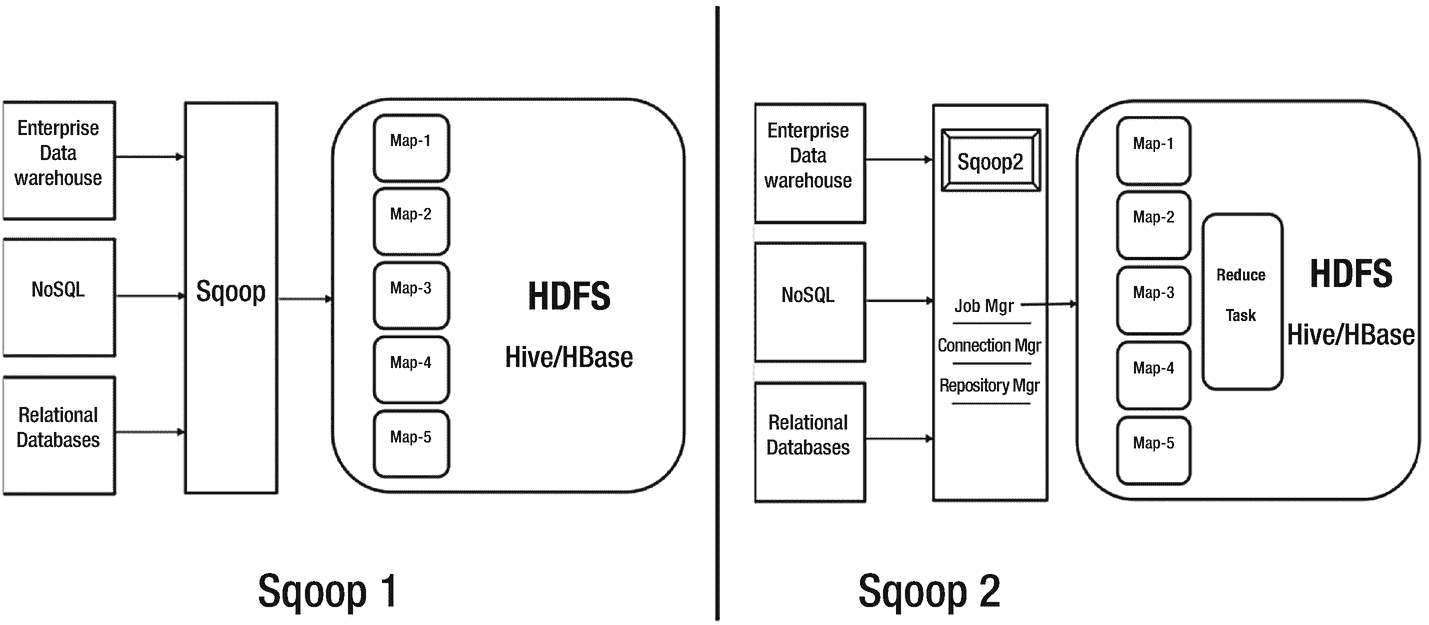 Enterprise
Data
warehouse
NoSQL
Relational
Databases
Sqoop
Map-1
Map-2
Map-3
Map-4
Map-5
HDFS
Hive/HBase
Sqoop 1
Enterprise
Data
warehouse
NoSQL
Relational
Databases
Sqoop2
Job Mgr
Connection Mgr
Repository Mgr
Map-1
Map-2
Map-3
Map-4
Map-5
Reduce
Task
HDFS
Hive/HBase
Sqoop 2